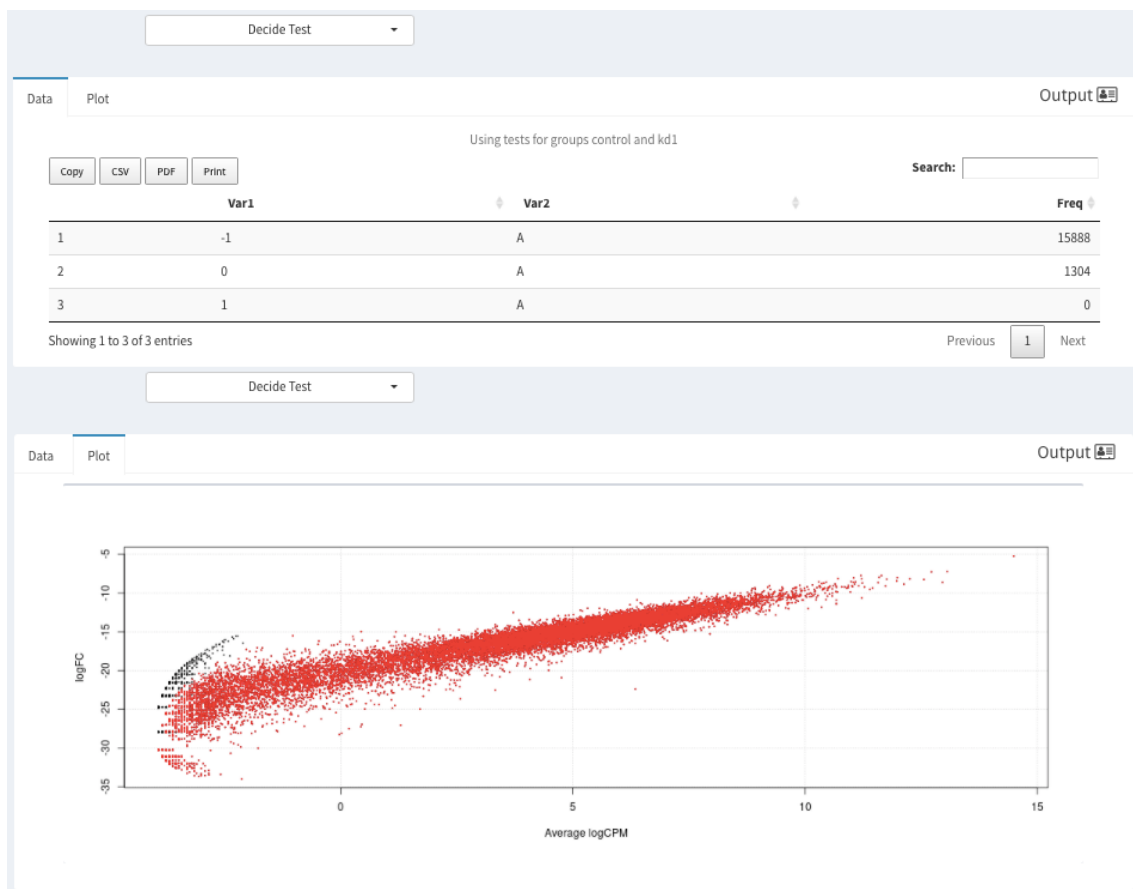 Decide Test
Data Plot Output
Using tests for groups control and kd1
Copy CSV PDF Print Search:
Var1 Var2 Freq
1 -1 A 15888
2 0 A 1304
3 1 A 0
Showing 1 to 3 of 3 entries Previous 1 Next
Decide Test
Data Plot Output
-5
-10
-15
-20
-25
-30
-35
logFC
0 5 10 15
Average logCPM